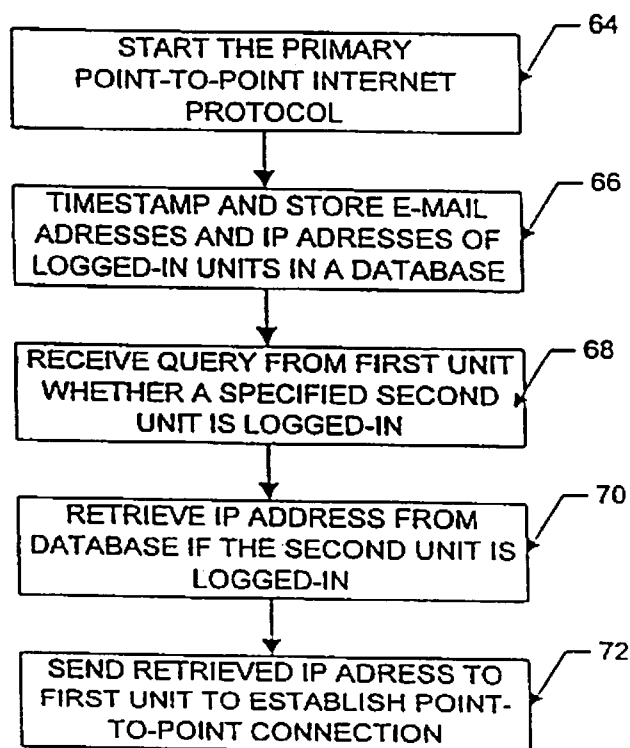 64
START THE PRIMARY
POINT-TO-POINT INTERNET
PROTOCOL
66
TIMESTAMP AND STORE E-MAIL
ADRESSES AND IP ADRESSES OF
LOGGED-IN UNITS IN A DATABASE
68
RECEIVE QUERY FROM FIRST UNIT
WHETHER A SPECIFIED SECOND
UNIT IS LOGGED-IN
70
RETRIEVE IP ADDRESS FROM
DATABASE IF THE SECOND UNIT IS
LOGGED-IN
72
SEND RETRIEVED IP ADRESS TO
FIRST UNIT TO ESTABLISH POINT-
TO-POINT CONNECTION